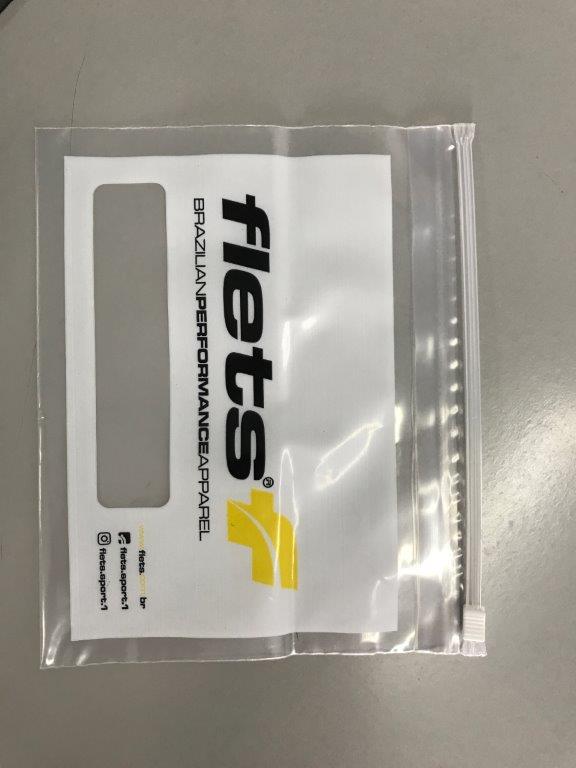 fiets®
BRAZILIANPERFORMANCEAPPAREL
www.fiets.com.br
fiets.sport.1
fiets.sport.1